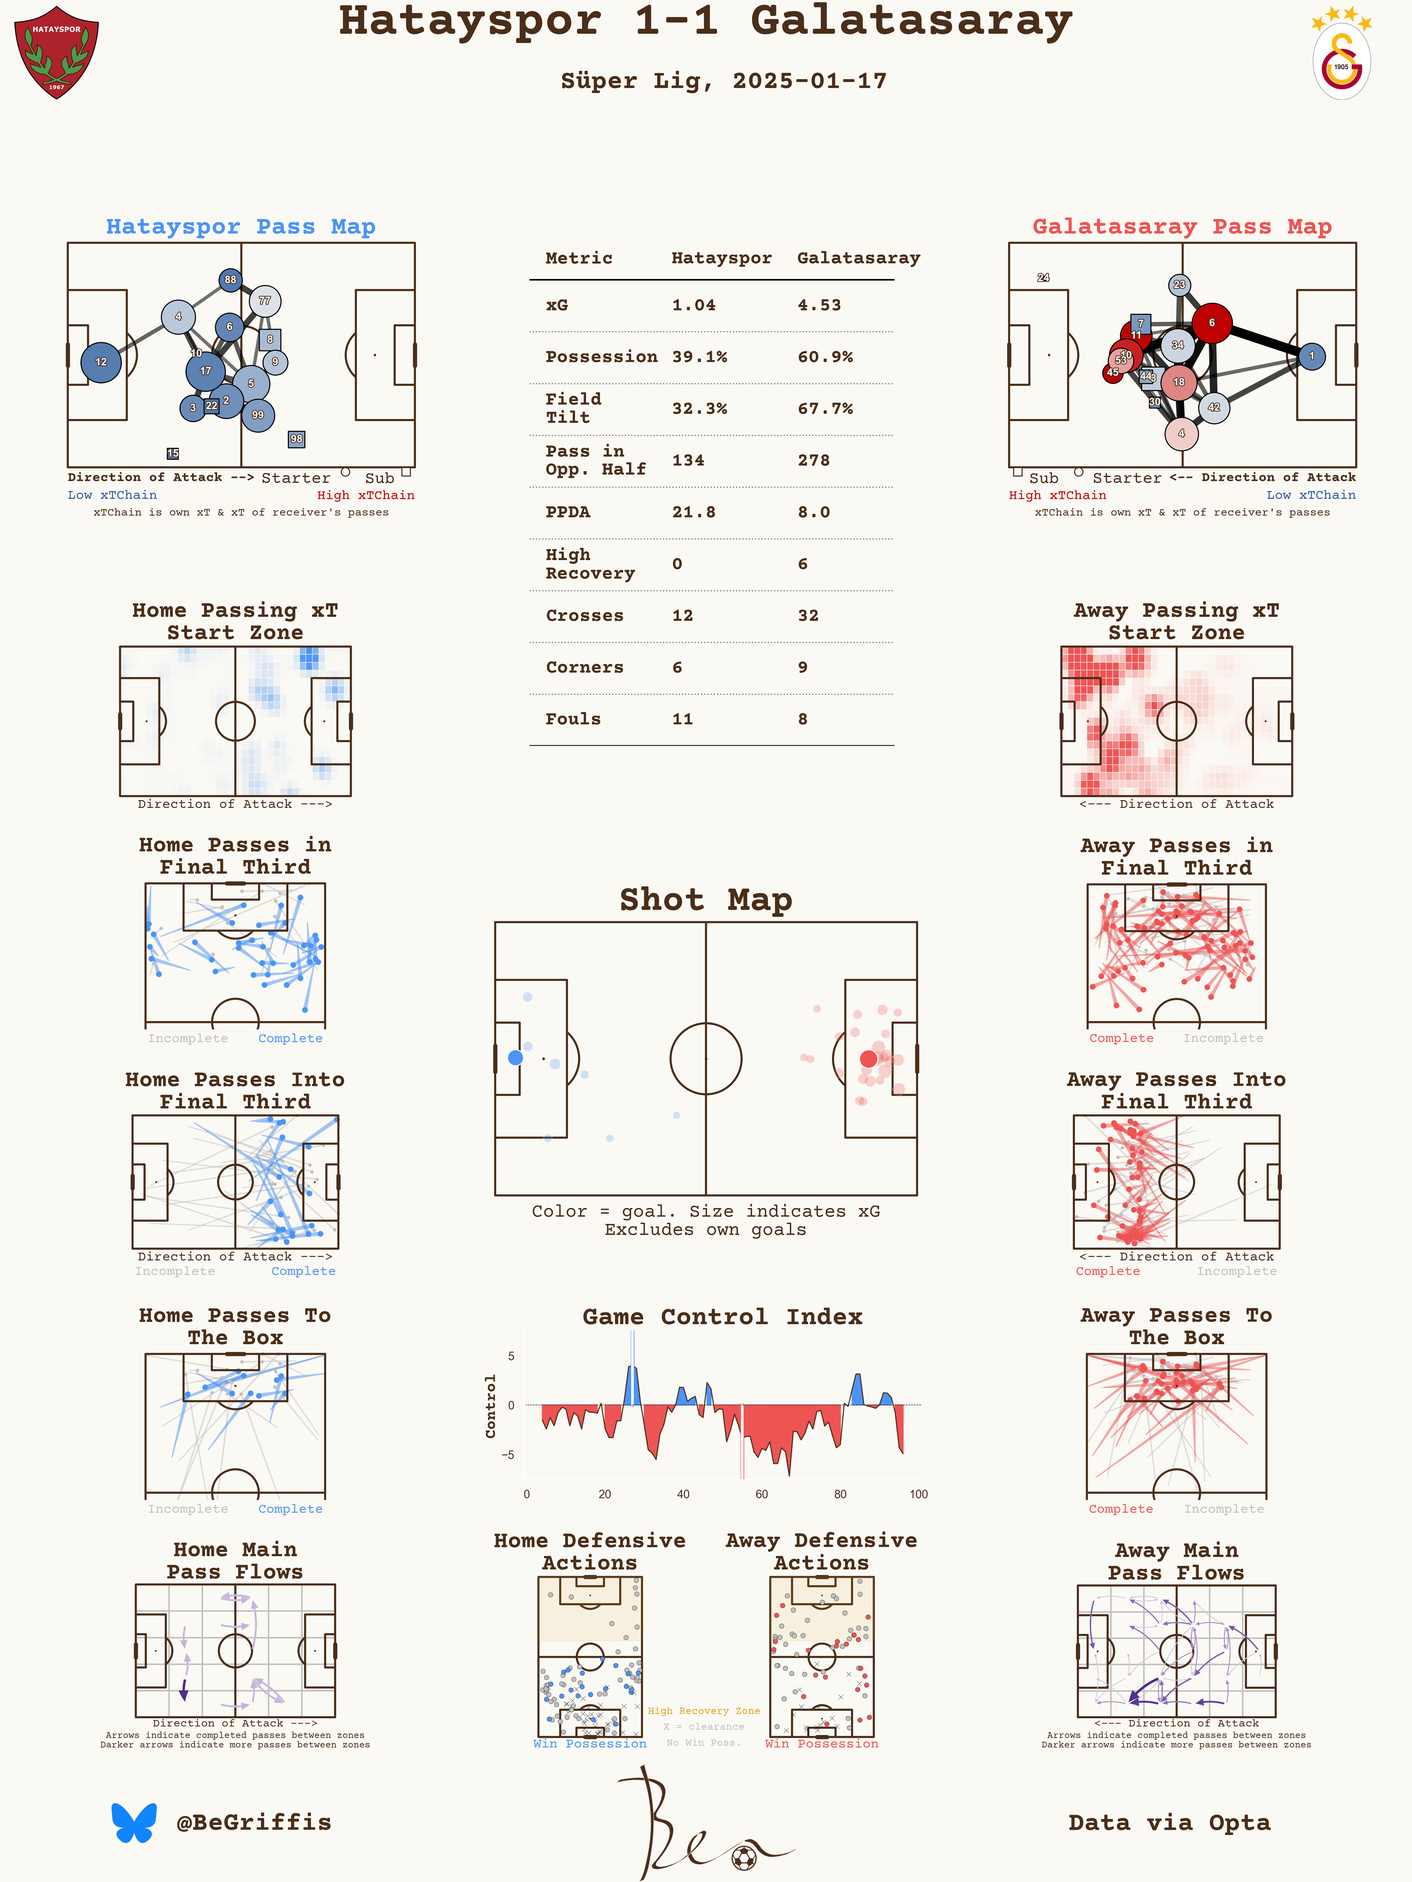 Hatayspor 1-1 Galatasaray
Süper Lig, 2025-01-17
HATAYSPOR
1967
1905
Hatayspor Pass Map
88
77
4
6
8
10
9
12
17
5
2
3
22
99
98
15
Direction of Attack --> Starter Sub
Low xTChain High xTChain
xTChain is own xT & xT of receiver's passes
Metric Hatayspor Galatasaray
xG 1.04 4.53
Possession 39.1% 60.9%
Field
Tilt 32.3% 67.7%
Pass in
Opp. Half 134 278
PPDA 21.8 8.0
High
Recovery 0 6
Crosses 12 32
Corners 6 9
Fouls 11 8
Galatasaray Pass Map
24
23
7
6
11
34
10
53
1
45
44
18
30
42
4
Sub Starter <-- Direction of Attack
High xTChain Low xTChain
xTChain is own xT & xT of receiver's passes
Home Passing xT
Start Zone
Direction of Attack --->
Away Passing xT
Start Zone
<--- Direction of Attack
Home Passes in
Final Third
Incomplete Complete
Shot Map
Color = goal. Size indicates xG
Excludes own goals
Away Passes in
Final Third
Complete Incomplete
Home Passes Into
Final Third
Direction of Attack --->
Incomplete Complete
Away Passes Into
Final Third
<--- Direction of Attack
Complete Incomplete
Home Passes To
The Box
Incomplete Complete
Game Control Index
Control
5
0
−5
0 20 40 60 80 100
Away Passes To
The Box
Complete Incomplete
Home Main
Pass Flows
Direction of Attack --->
Arrows indicate completed passes between zones
Darker arrows indicate more passes between zones
Home Defensive
Actions
Win Possession
High Recovery Zone
X = clearance
No Win Poss.
Away Defensive
Actions
Win Possession
Away Main
Pass Flows
<--- Direction of Attack
Arrows indicate completed passes between zones
Darker arrows indicate more passes between zones
@BeGriffis
Ben
Data via Opta